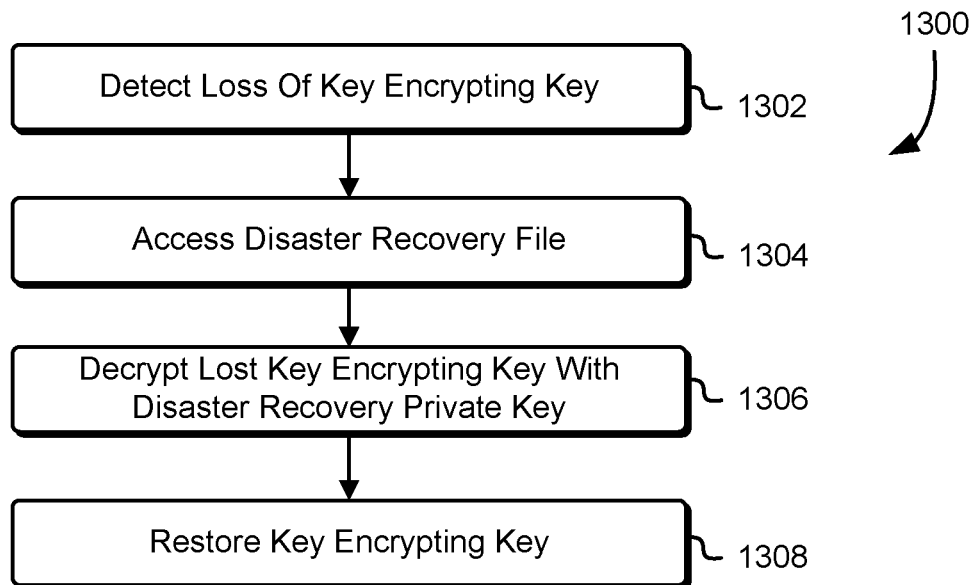 1300
Detect Loss Of Key Encrypting Key
1302
Access Disaster Recovery File
1304
Decrypt Lost Key Encrypting Key With
Disaster Recovery Private Key
1306
Restore Key Encrypting Key
1308